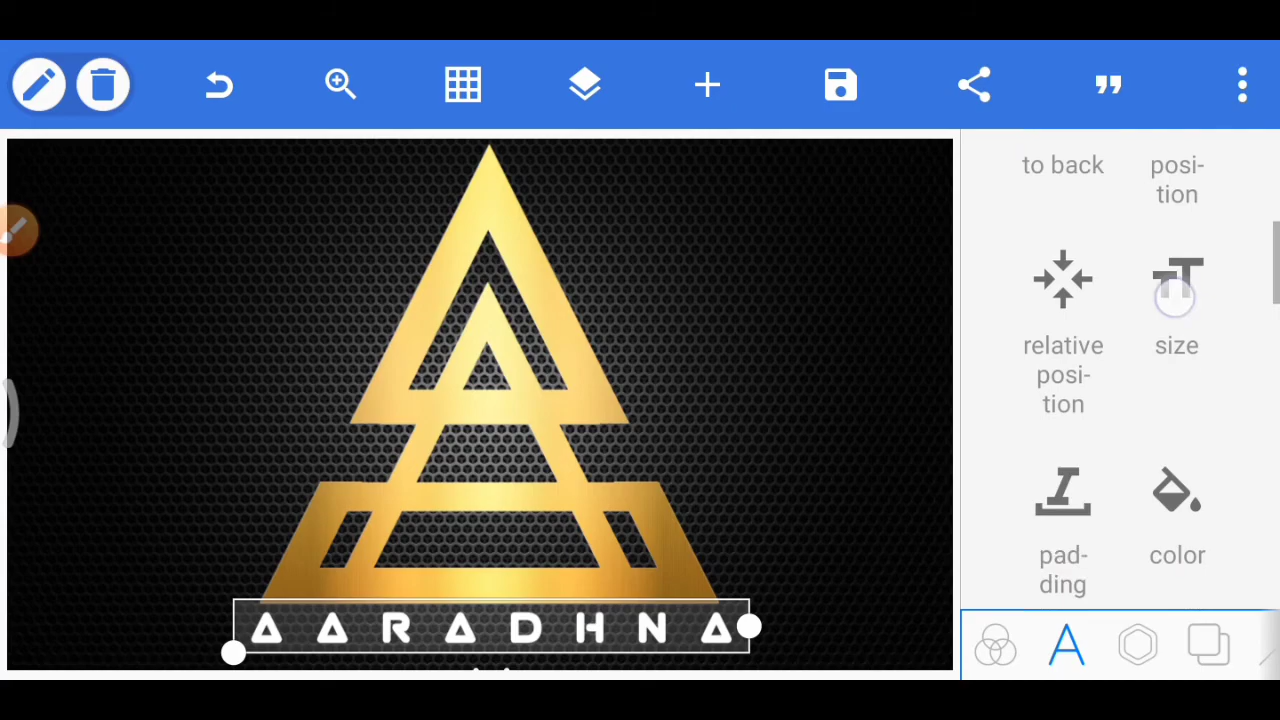 to back
posi-
tion
relative
posi-
tion
size
pad-
ding
color
AARADHNA